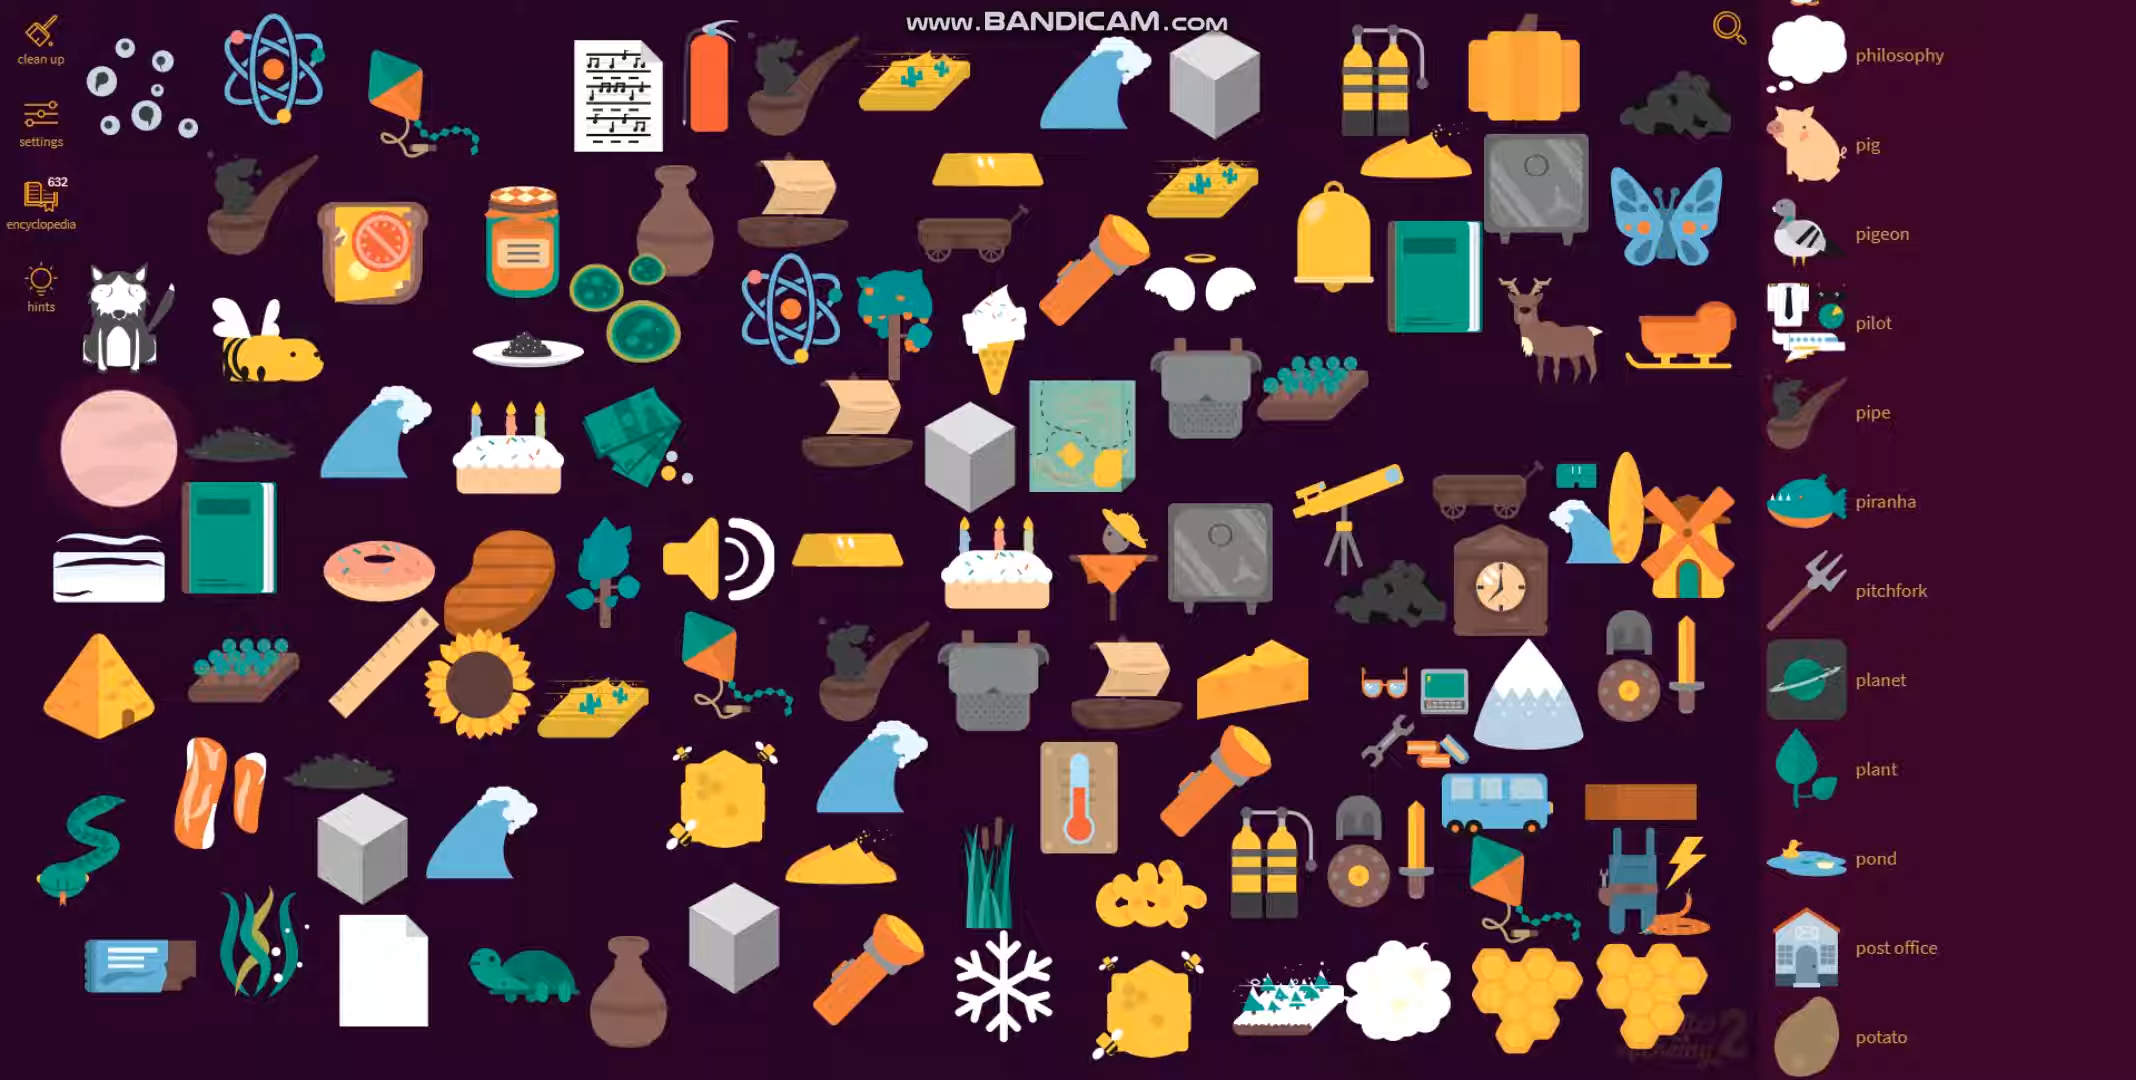 www.BANDICAM.com
clean up
settings
632
encyclopedia
hints
philosophy
pig
pigeon
pilot
pipe
piranha
pitchfork
planet
plant
pond
post office
potato
2